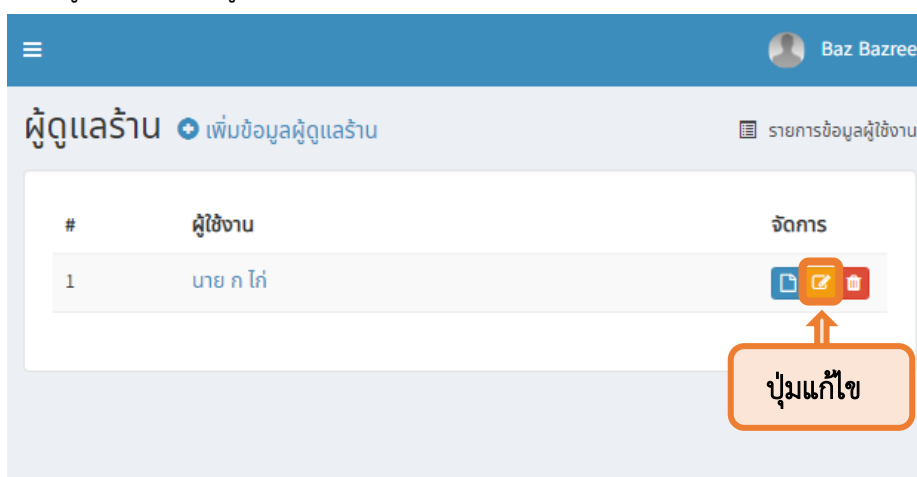 Baz Bazree
ผู้ดูแลร้าน เพิ่มข้อมูลผู้ดูแลร้าน
รายการข้อมูลผู้ใช้งาน
# ผู้ใช้งาน จัดการ
1 นาย ก ไก่
ปุ่มแก้ไข